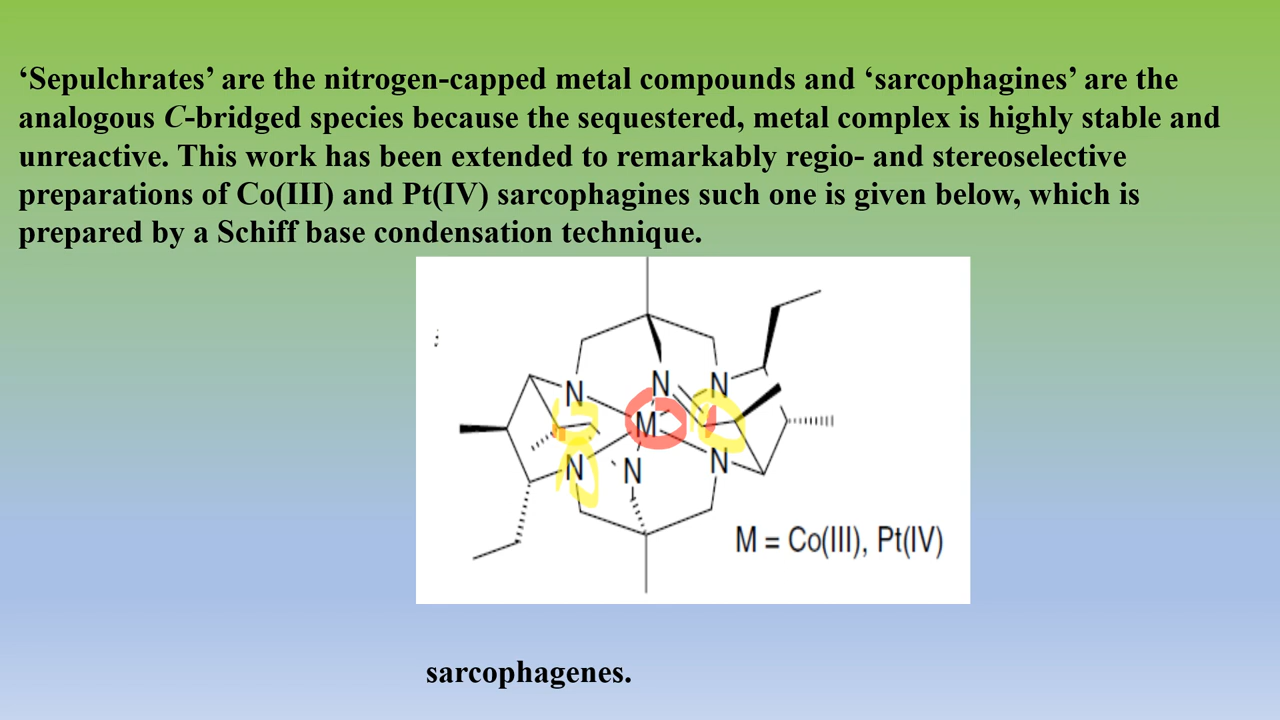 ‘Sepulchrates’ are the nitrogen-capped metal compounds and ‘sarcophagines’ are the
analogous C-bridged species because the sequestered, metal complex is highly stable and
unreactive. This work has been extended to remarkably regio- and stereoselective
preparations of Co(III) and Pt(IV) sarcophagines such one is given below, which is
prepared by a Schiff base condensation technique.
;
N N N
M
N N N
M = Co(III), Pt(IV)
sarcophagenes.